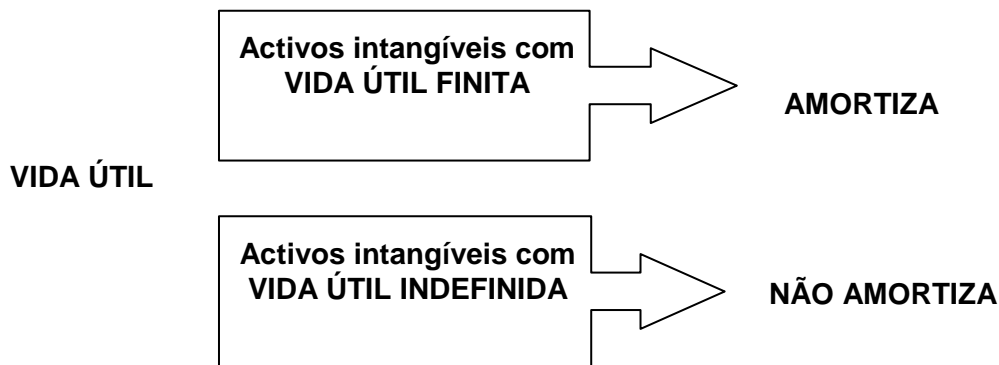 Activos intangíveis com
VIDA ÚTIL FINITA
AMORTIZA
VIDA ÚTIL
Activos intangíveis com
VIDA ÚTIL INDEFINIDA
NÃO AMORTIZA